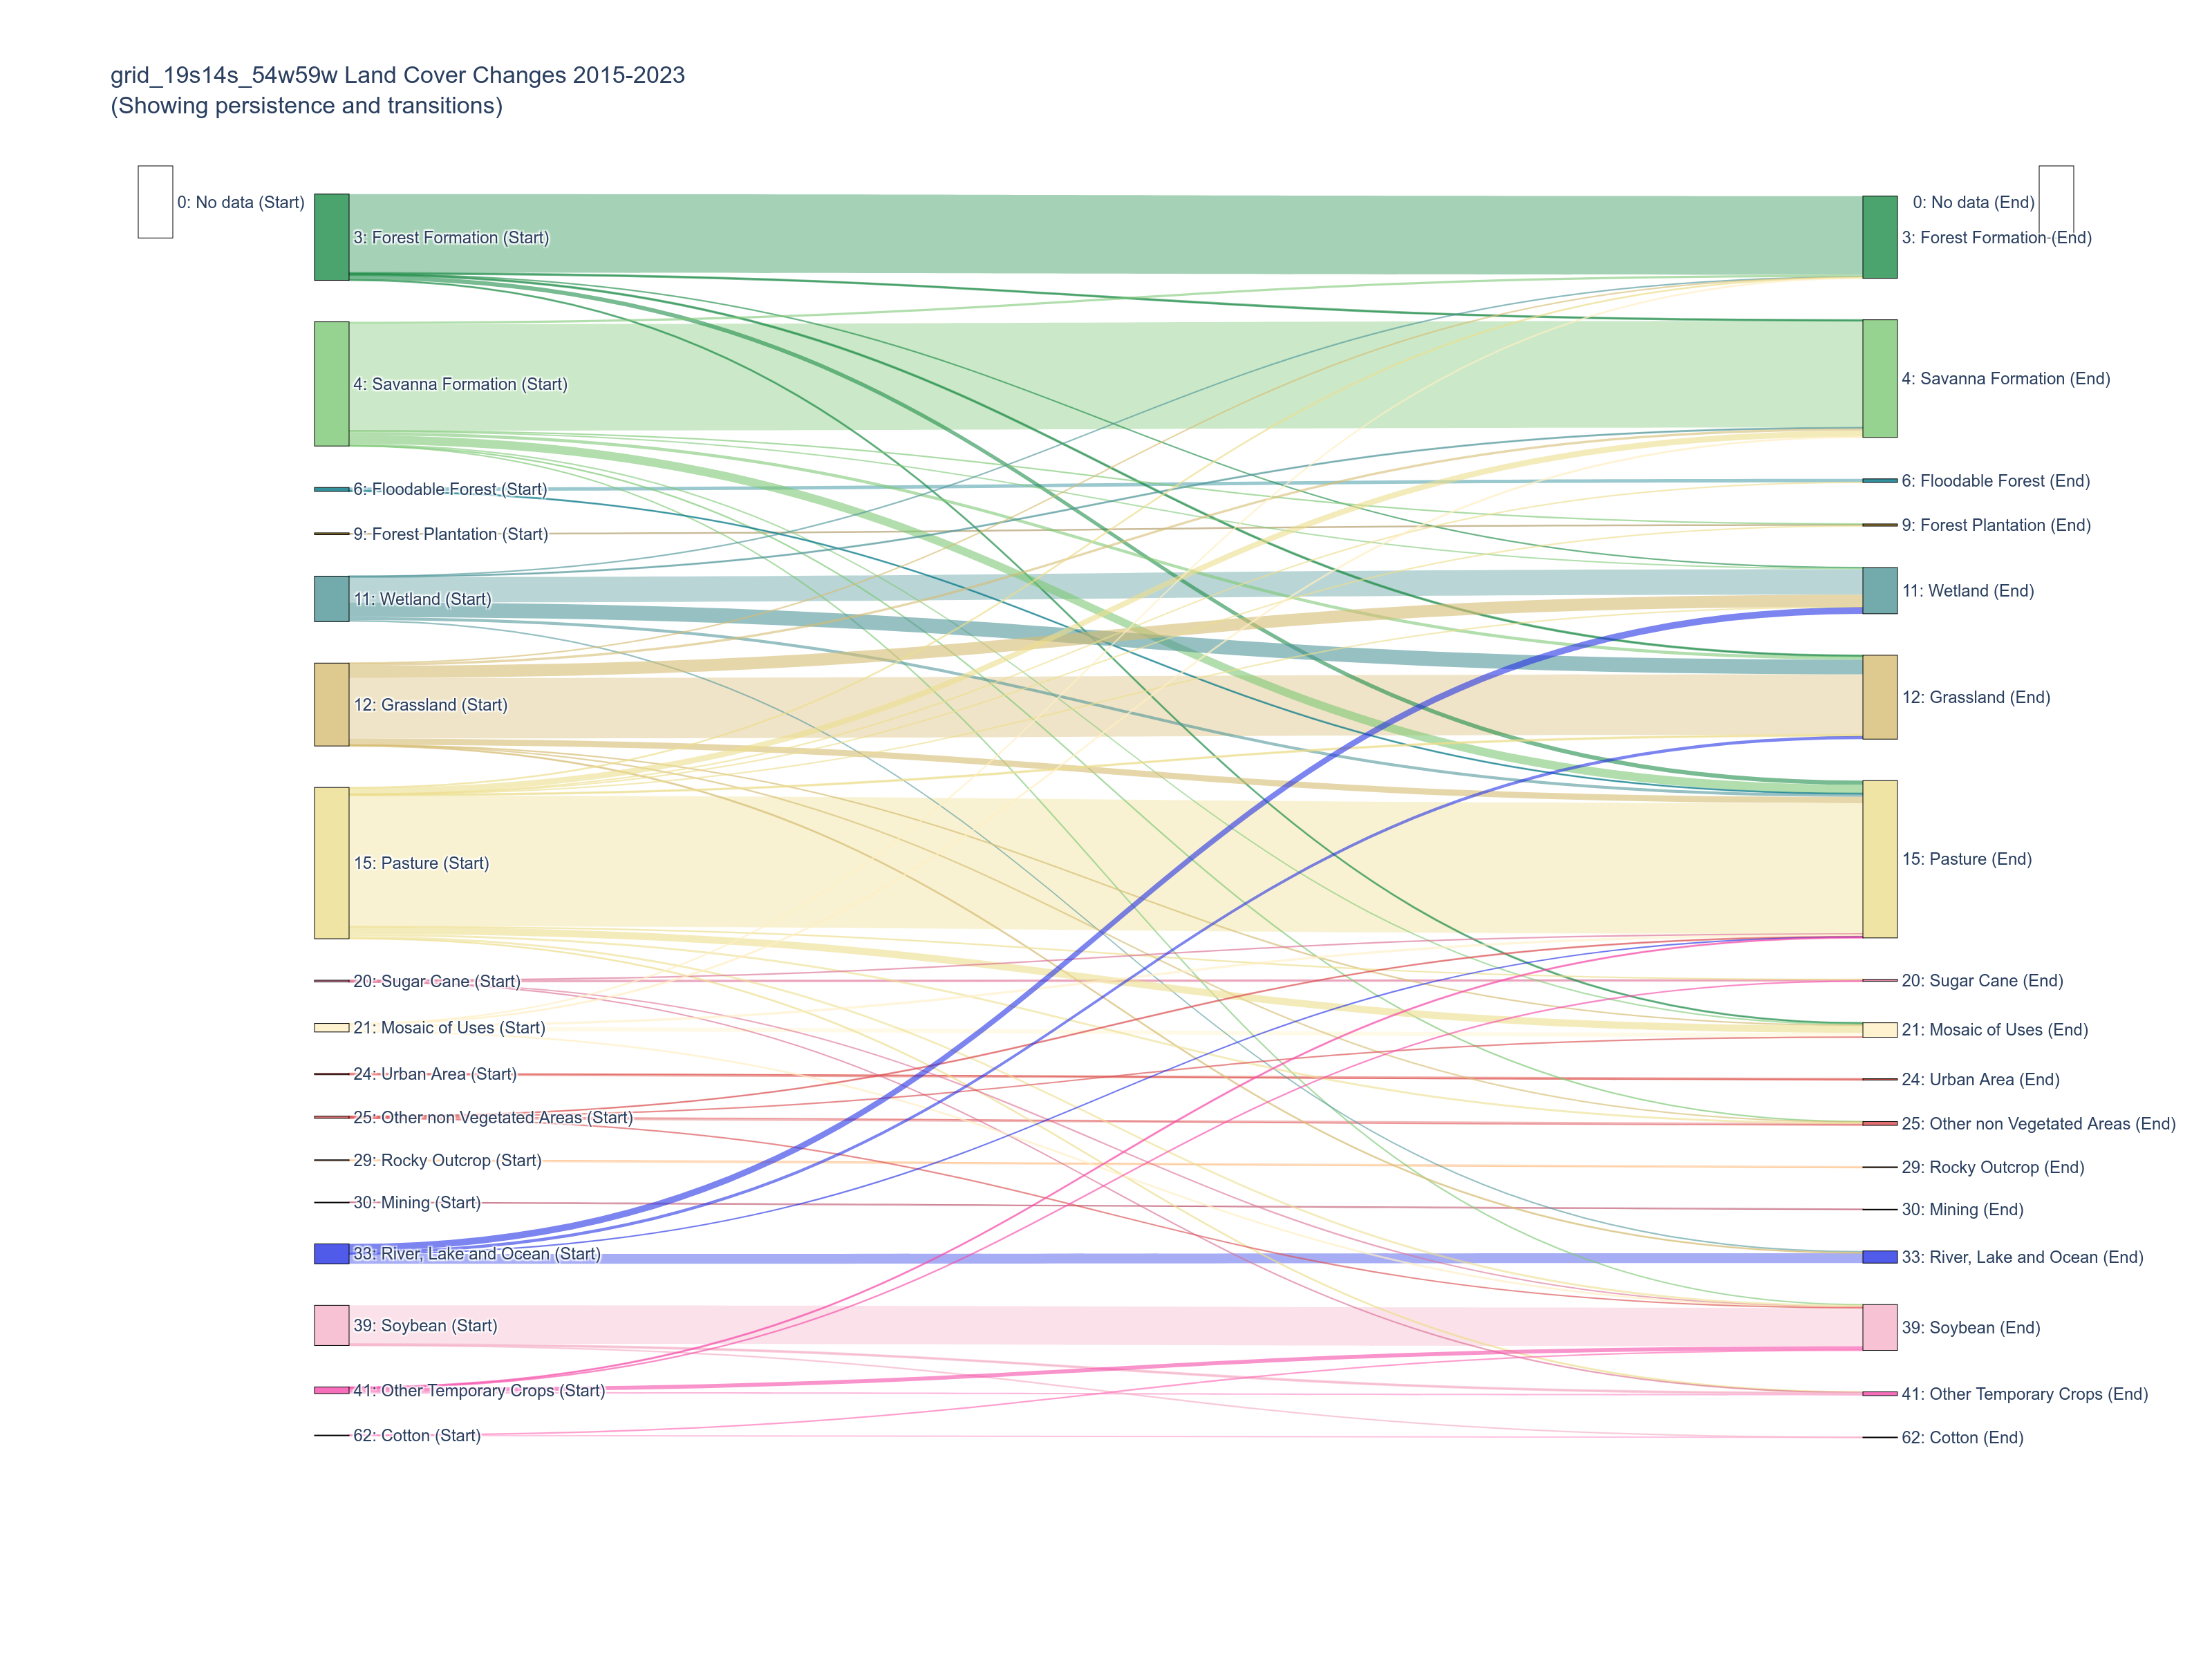 grid_19s14s_54w59w Land Cover Changes 2015-2023
(Showing persistence and transitions)
0: No data (Start)
0: No data (End)
3: Forest Formation (Start)
3: Forest Formation (End)
4: Savanna Formation (Start)
4: Savanna Formation (End)
6: Floodable Forest (Start)
6: Floodable Forest (End)
9: Forest Plantation (Start)
9: Forest Plantation (End)
11: Wetland (Start)
11: Wetland (End)
12: Grassland (Start)
12: Grassland (End)
15: Pasture (Start)
15: Pasture (End)
20: Sugar Cane (Start)
20: Sugar Cane (End)
21: Mosaic of Uses (Start)
21: Mosaic of Uses (End)
24: Urban Area (Start)
24: Urban Area (End)
25: Other non Vegetated Areas (Start)
25: Other non Vegetated Areas (End)
29: Rocky Outcrop (Start)
29: Rocky Outcrop (End)
30: Mining (Start)
30: Mining (End)
33: River, Lake and Ocean (Start)
33: River, Lake and Ocean (End)
39: Soybean (Start)
39: Soybean (End)
41: Other Temporary Crops (Start)
41: Other Temporary Crops (End)
62: Cotton (Start)
62: Cotton (End)